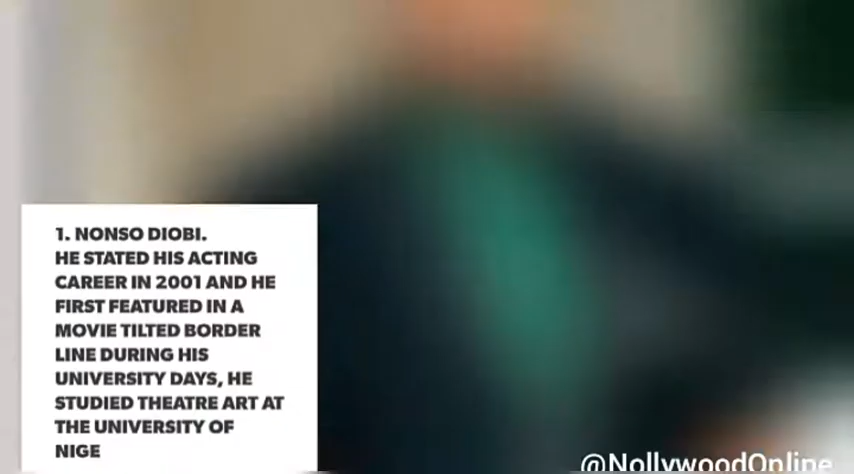 1. NONSO DIOBI.
HE STATED HIS ACTING
CAREER IN 2001 AND HE
FIRST FEATURED IN A
MOVIE TILTED BORDER
LINE DURING HIS
UNIVERSITY DAYS, HE
STUDIED THEATRE ART AT
THE UNIVERSITY OF
NIGE
@NollywoodOnline